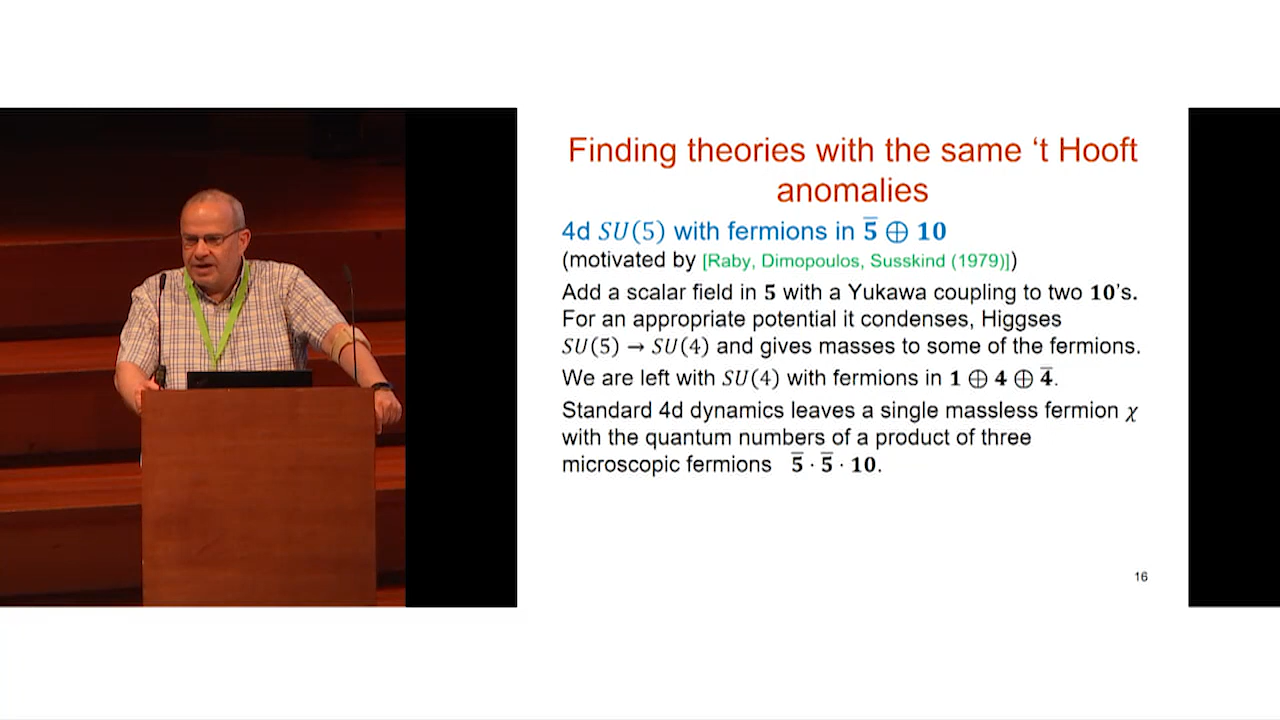 Finding theories with the same ‘t Hooft
anomalies
4d SU(5) with fermions in 5̅ ⊕ 10
(motivated by [Raby, Dimopoulos, Susskind (1979)])
Add a scalar field in 5 with a Yukawa coupling to two 10’s.
For an appropriate potential it condenses, Higgses
SU(5) → SU(4) and gives masses to some of the fermions.
We are left with SU(4) with fermions in 1 ⊕ 4 ⊕ 4̅.
Standard 4d dynamics leaves a single massless fermion χ
with the quantum numbers of a product of three
microscopic fermions 5̅ · 5̅ · 10.
16